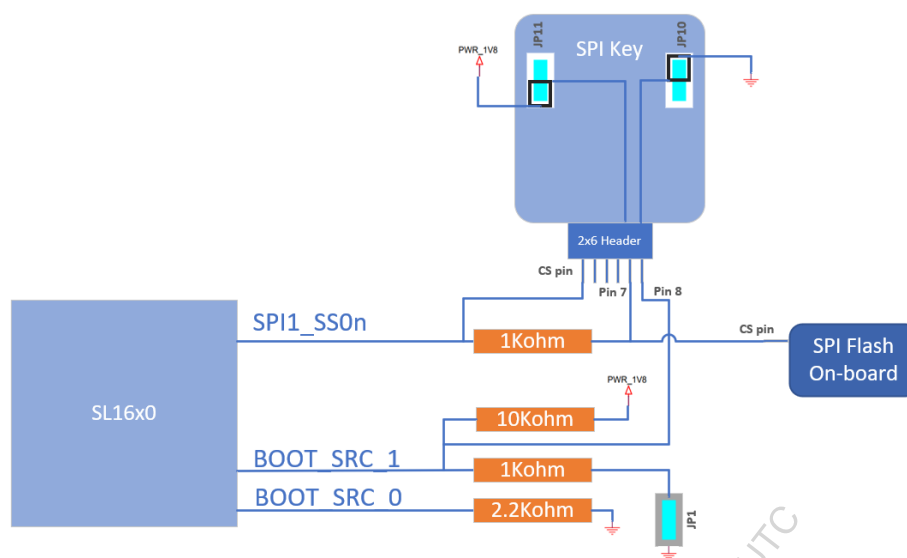 JP11
SPI Key
JP10
PWR_1V8
2x6 Header
CS pin
Pin 7
Pin 8
SPI1_SS0n
1Kohm
CS pin
SPI Flash
On-board
PWR_1V8
SL16x0
10Kohm
BOOT_SRC_1
1Kohm
BOOT_SRC_0
2.2Kohm
JP1